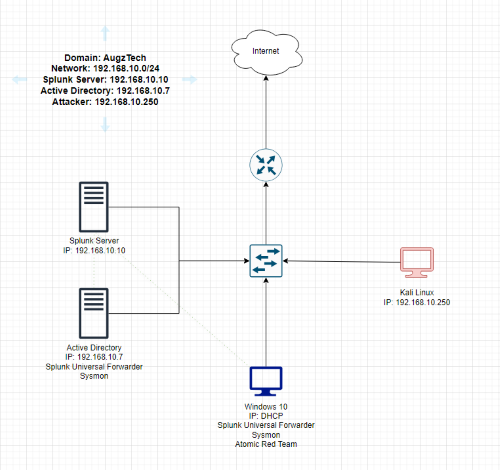 Domain: AugzTech
Network: 192.168.10.0/24
Splunk Server: 192.168.10.10
Active Directory: 192.168.10.7
Attacker: 192.168.10.250
Internet
Splunk Server
IP: 192.168.10.10
Kali Linux
IP: 192.168.10.250
Active Directory
IP: 192.168.10.7
Splunk Universal Forwarder
Sysmon
Windows 10
IP: DHCP
Splunk Universal Forwarder
Sysmon
Atomic Red Team